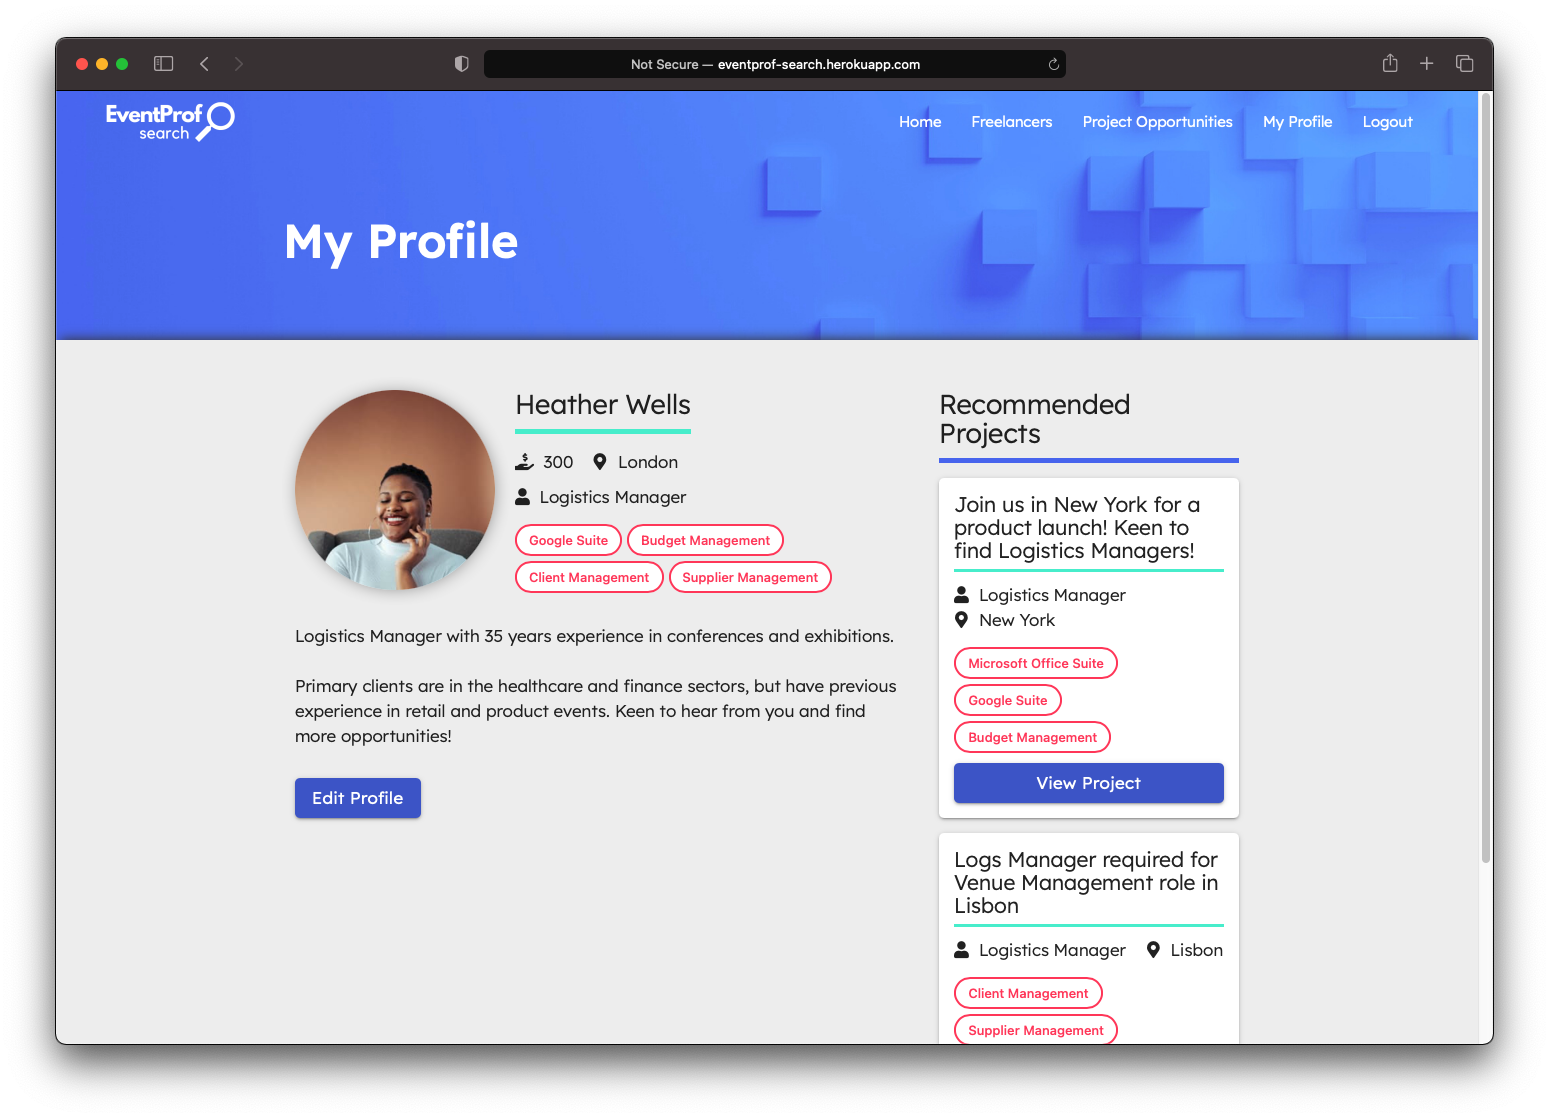 Not Secure — eventprof-search.herokuapp.com
EventProf
search
Home Freelancers Project Opportunities My Profile Logout
My Profile
Heather Wells
300 London
Logistics Manager
Google Suite Budget Management
Client Management Supplier Management
Logistics Manager with 35 years experience in conferences and exhibitions.
Primary clients are in the healthcare and finance sectors, but have previous
experience in retail and product events. Keen to hear from you and find
more opportunities!
Edit Profile
Recommended
Projects
Join us in New York for a
product launch! Keen to
find Logistics Managers!
Logistics Manager
New York
Microsoft Office Suite
Google Suite
Budget Management
View Project
Logs Manager required for
Venue Management role in
Lisbon
Logistics Manager Lisbon
Client Management
Supplier Management